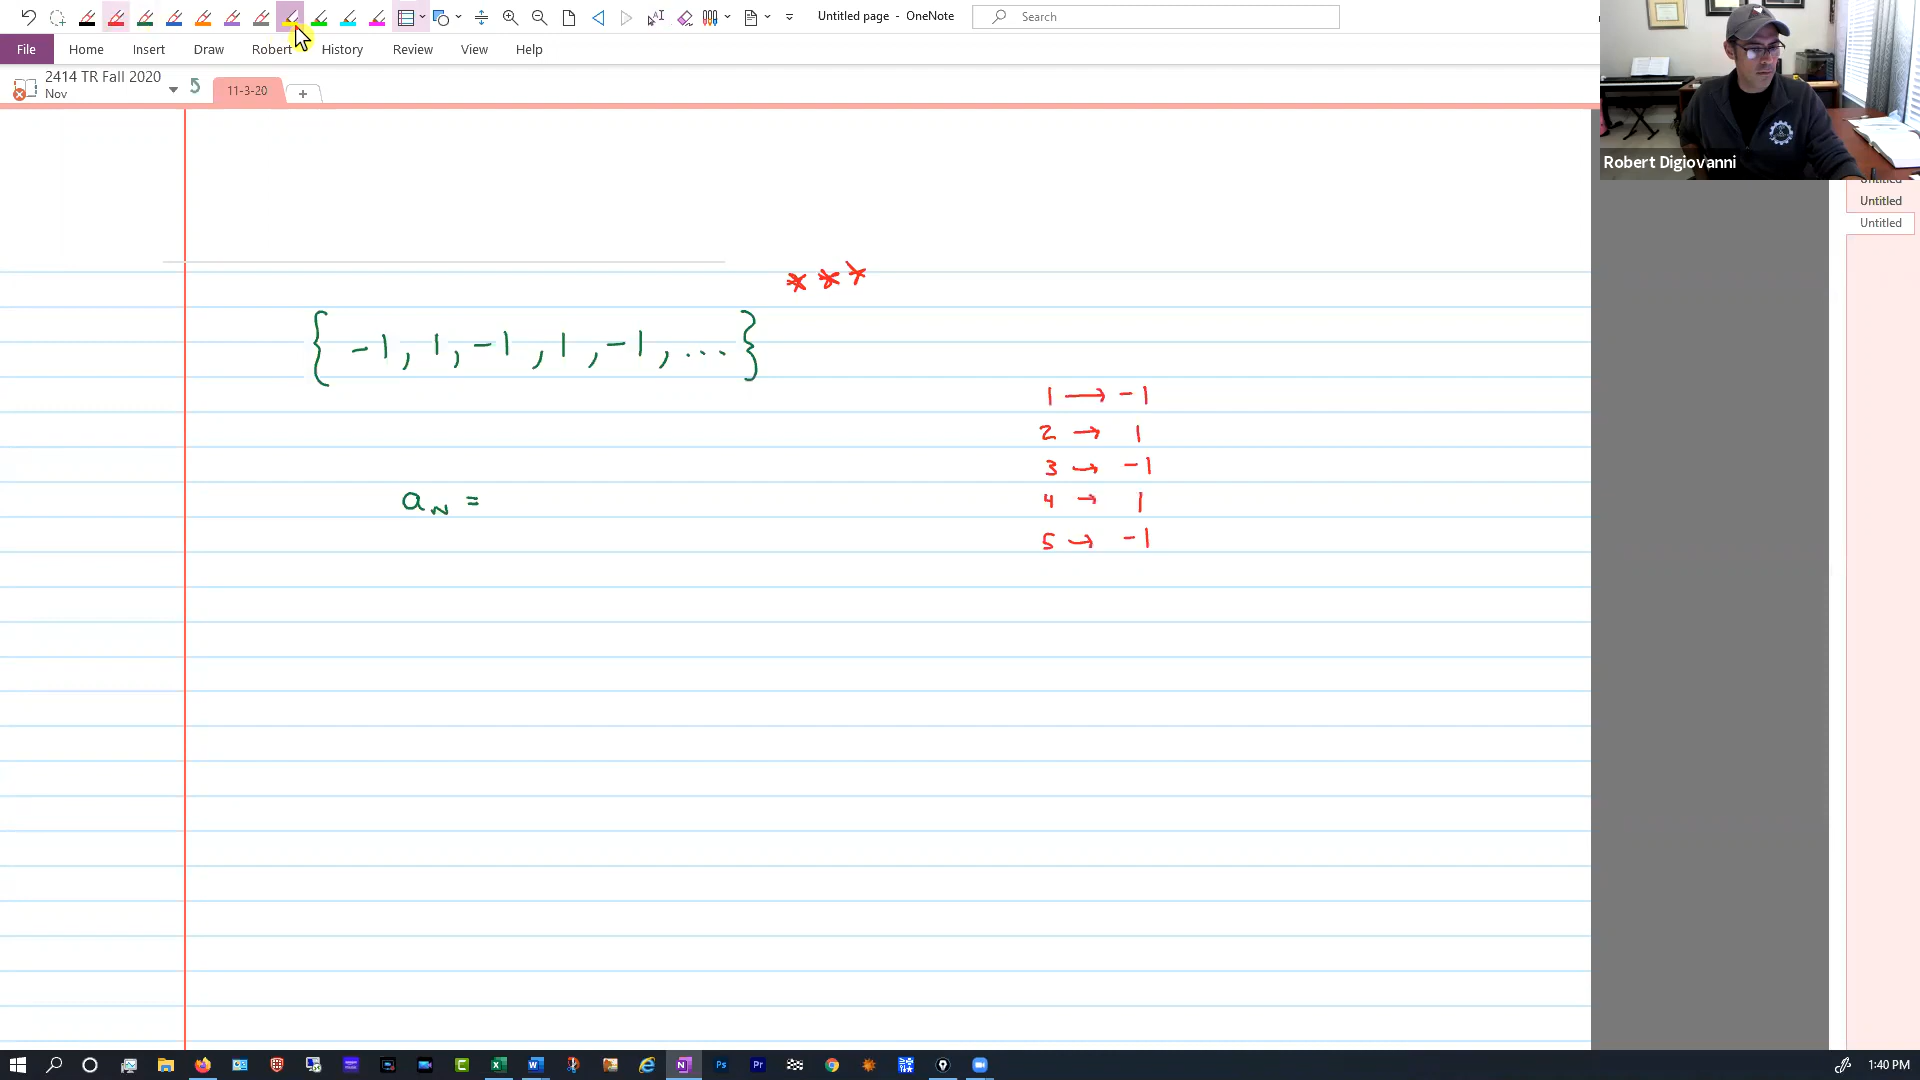 Untitled page - OneNote
Search
File Home Insert Draw Robert History Review View Help
2414 TR Fall 2020
Nov
11-3-20
Robert Digiovanni
Untitled
Untitled
Untitled
***
{ -1, 1, -1, 1, -1, ... }
1 → -1
2 → 1
3 → -1
4 → 1
5 → -1
a_N =
1:40 PM